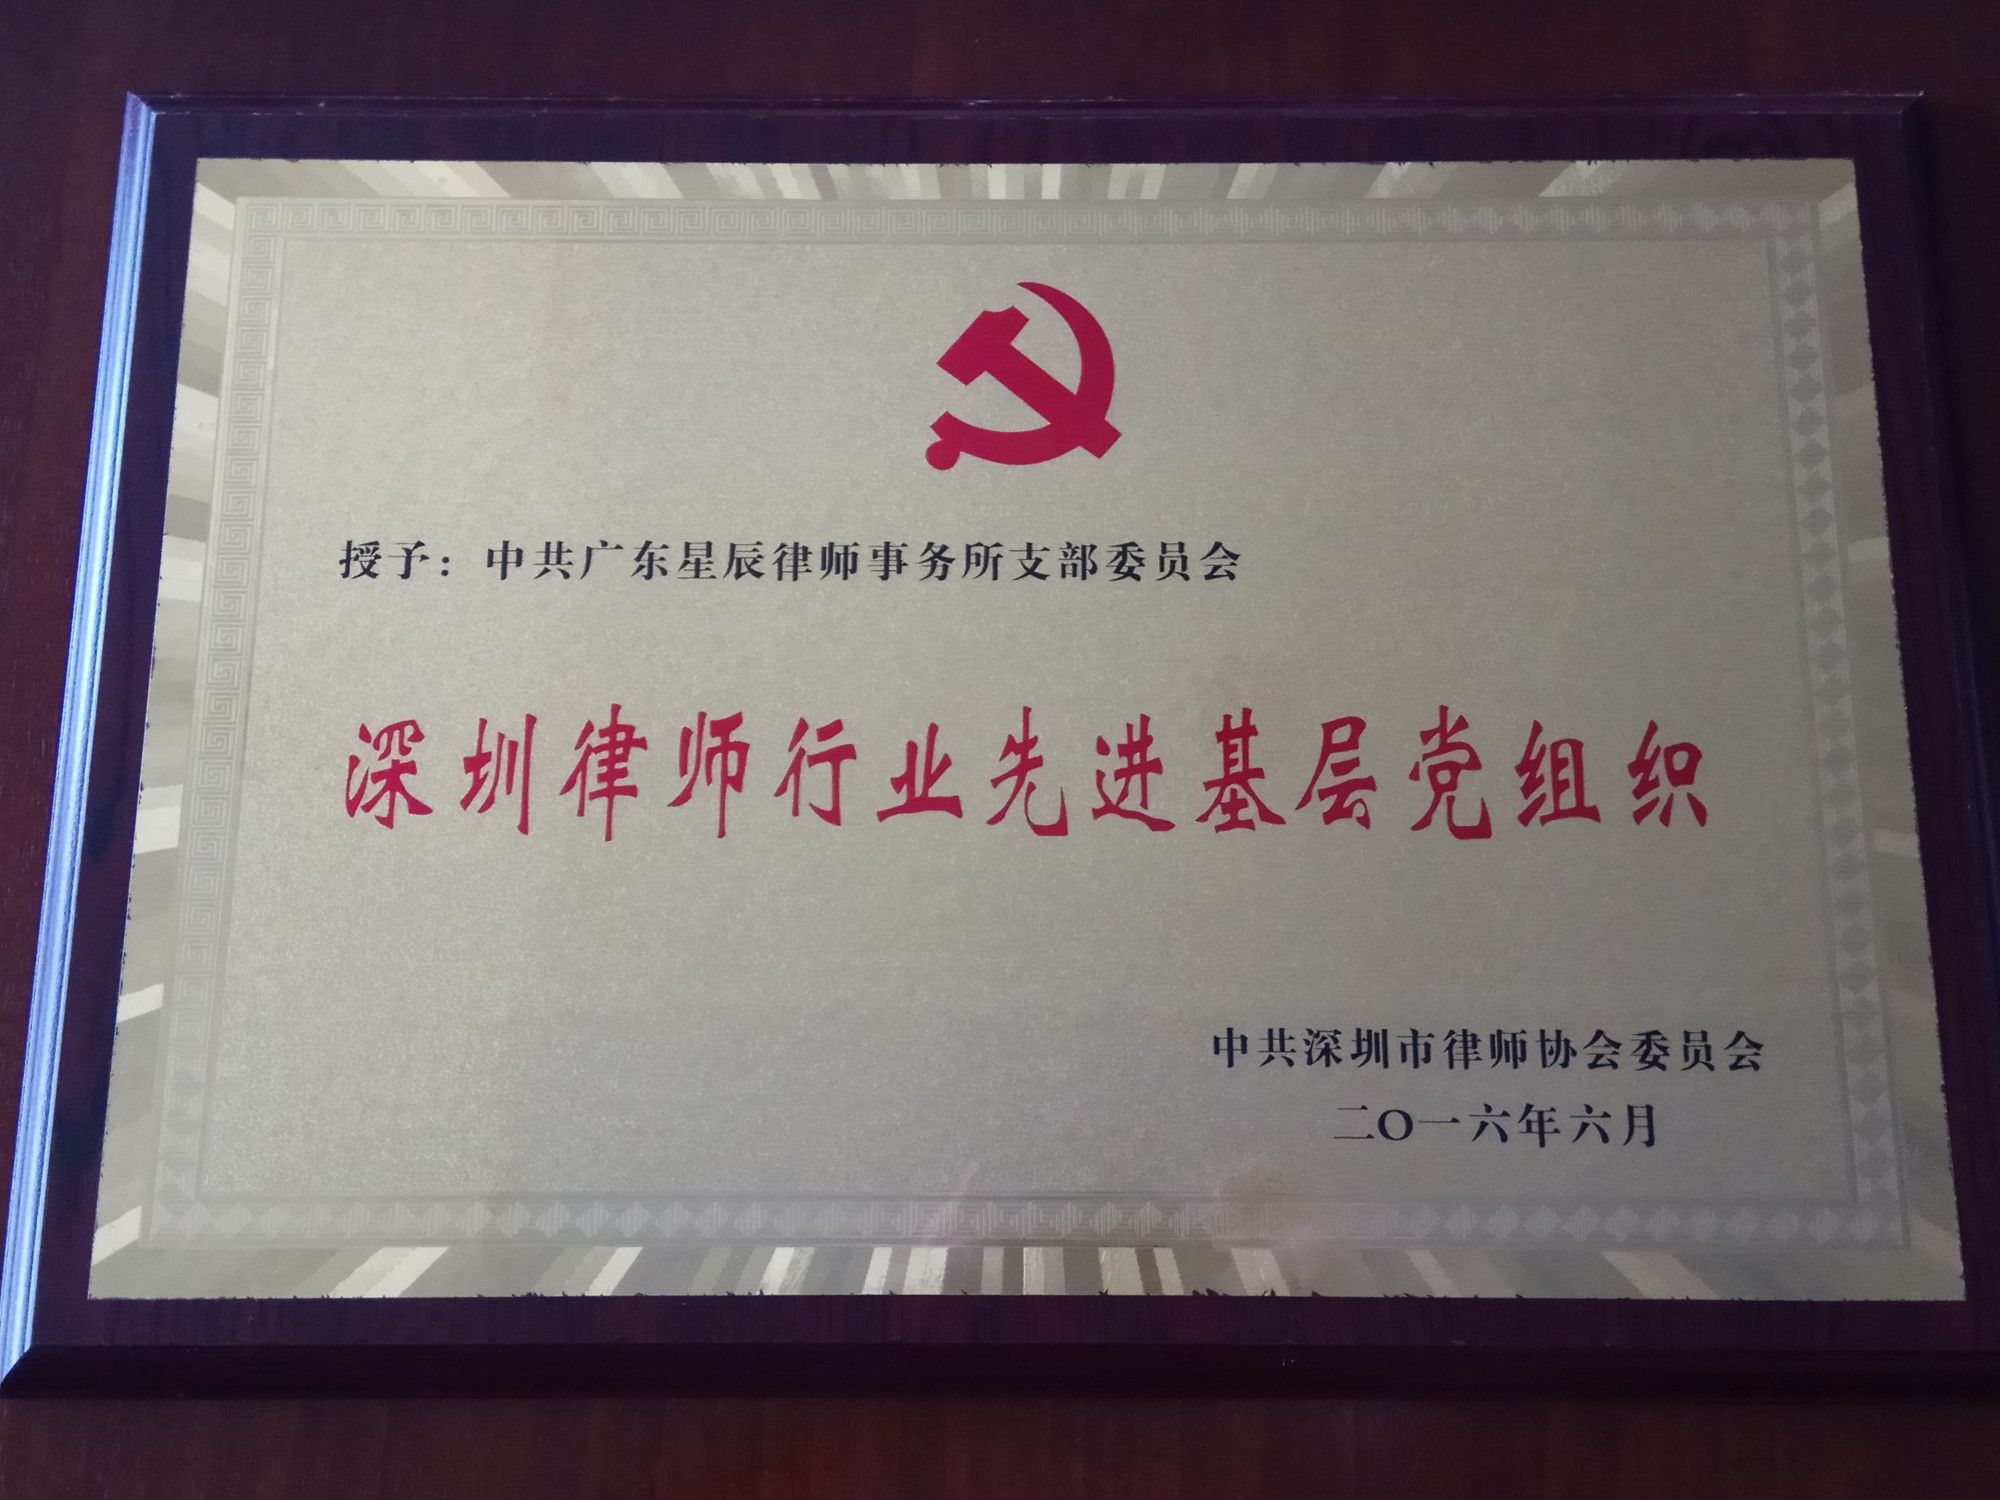 授予：中共广东星辰律师事务所支部委员会
深圳律师行业先进基层党组织
中共深圳市律师协会委员会
二〇一六年六月